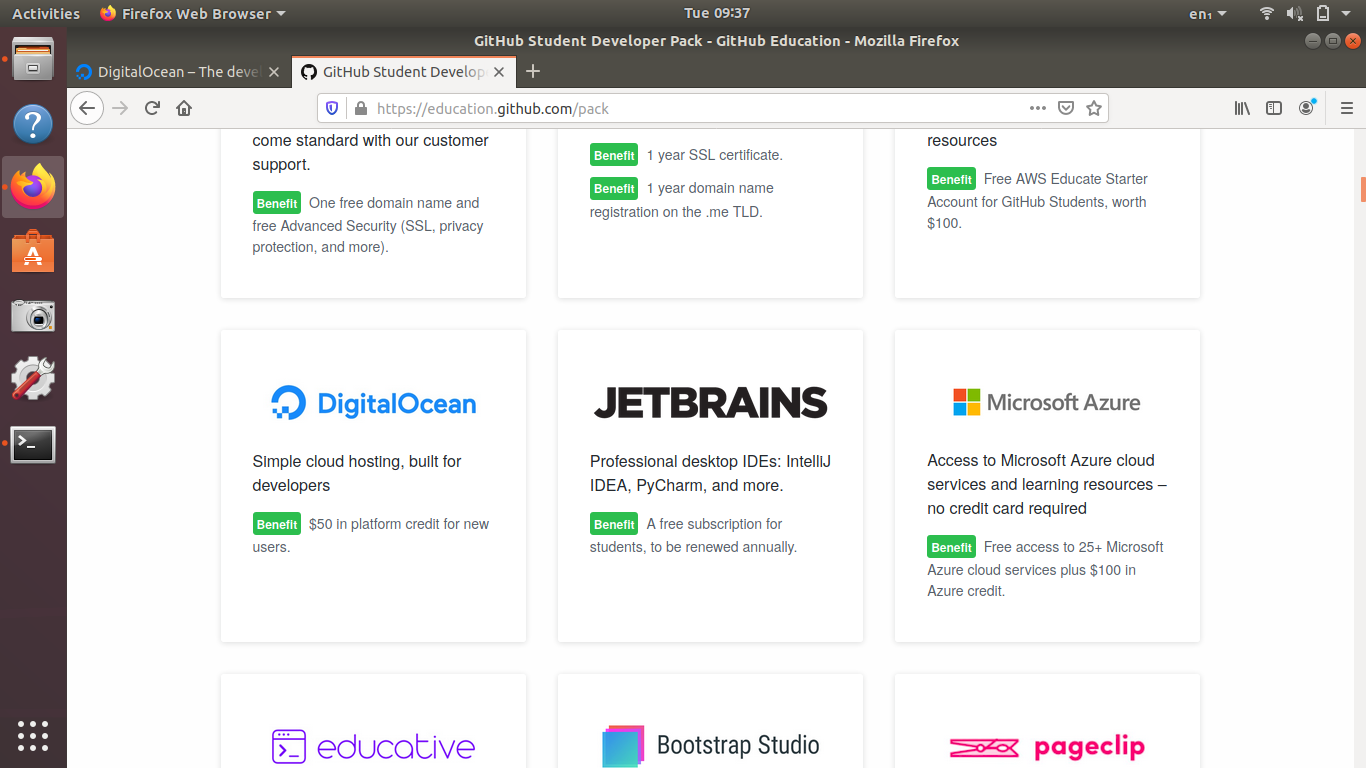 Activities
Firefox Web Browser
Tue 09:37
en₁
GitHub Student Developer Pack - GitHub Education - Mozilla Firefox
DigitalOcean – The deve
GitHub Student Develop
https://education.github.com/pack
come standard with our customer
support.
Benefit One free domain name and
free Advanced Security (SSL, privacy
protection, and more).
Benefit 1 year SSL certificate.
Benefit 1 year domain name
registration on the .me TLD.
resources
Benefit Free AWS Educate Starter
Account for GitHub Students, worth
$100.
DigitalOcean
Simple cloud hosting, built for
developers
Benefit $50 in platform credit for new
users.
JETBRAINS
Professional desktop IDEs: IntelliJ
IDEA, PyCharm, and more.
Benefit A free subscription for
students, to be renewed annually.
Microsoft Azure
Access to Microsoft Azure cloud
services and learning resources –
no credit card required
Benefit Free access to 25+ Microsoft
Azure cloud services plus $100 in
Azure credit.
educative
Bootstrap Studio
pageclip